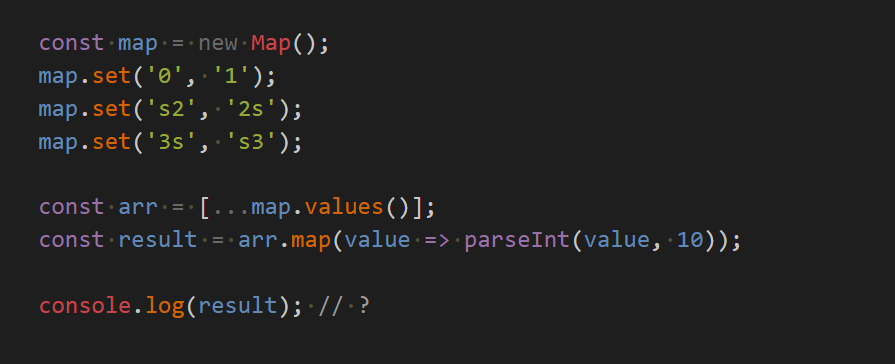 const map = new Map();
map.set('0', '1');
map.set('s2', '2s');
map.set('3s', 's3');
const arr = [...map.values()];
const result = arr.map(value => parseInt(value, 10));
console.log(result); // ?